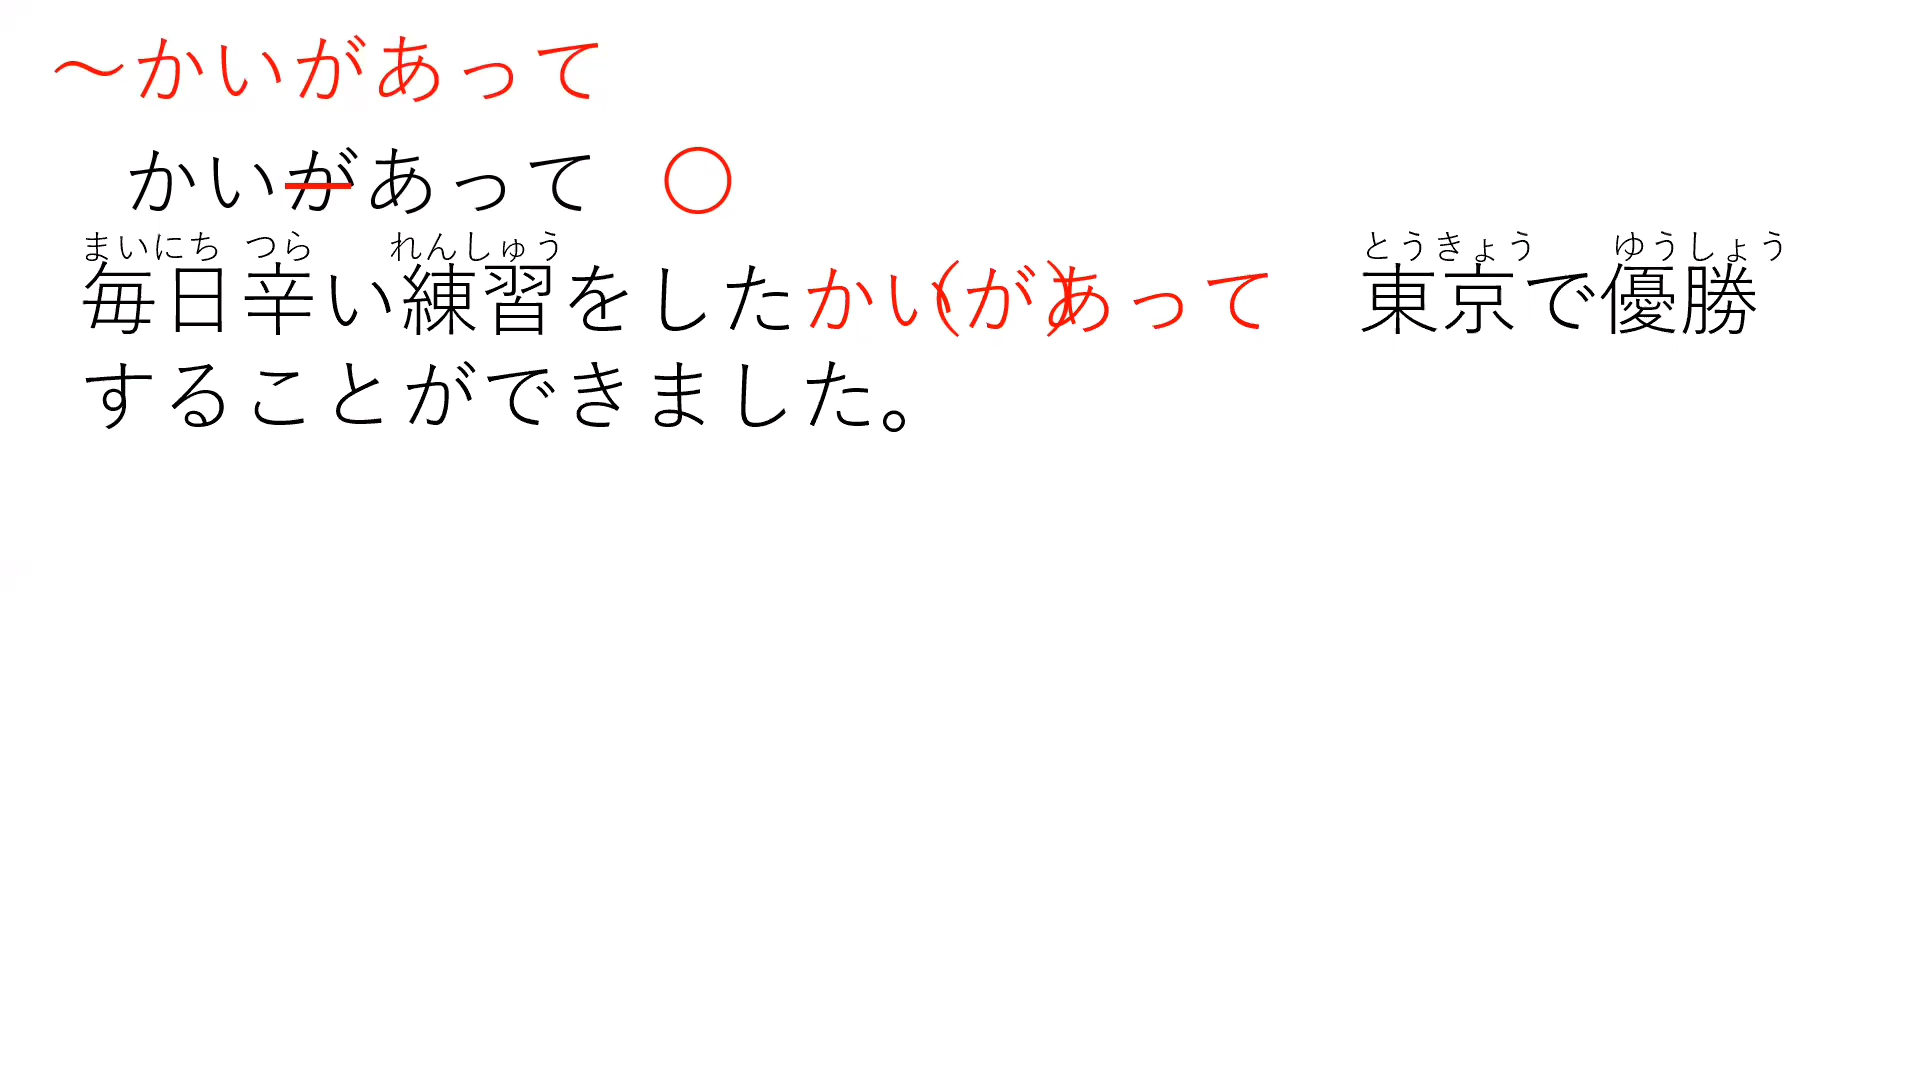 ～かいがあって
かいがあって ○
まいにち つら れんしゅう とうきょう ゆうしょう
毎日辛い練習をしたかい(が)あって 東京で優勝
することができました。